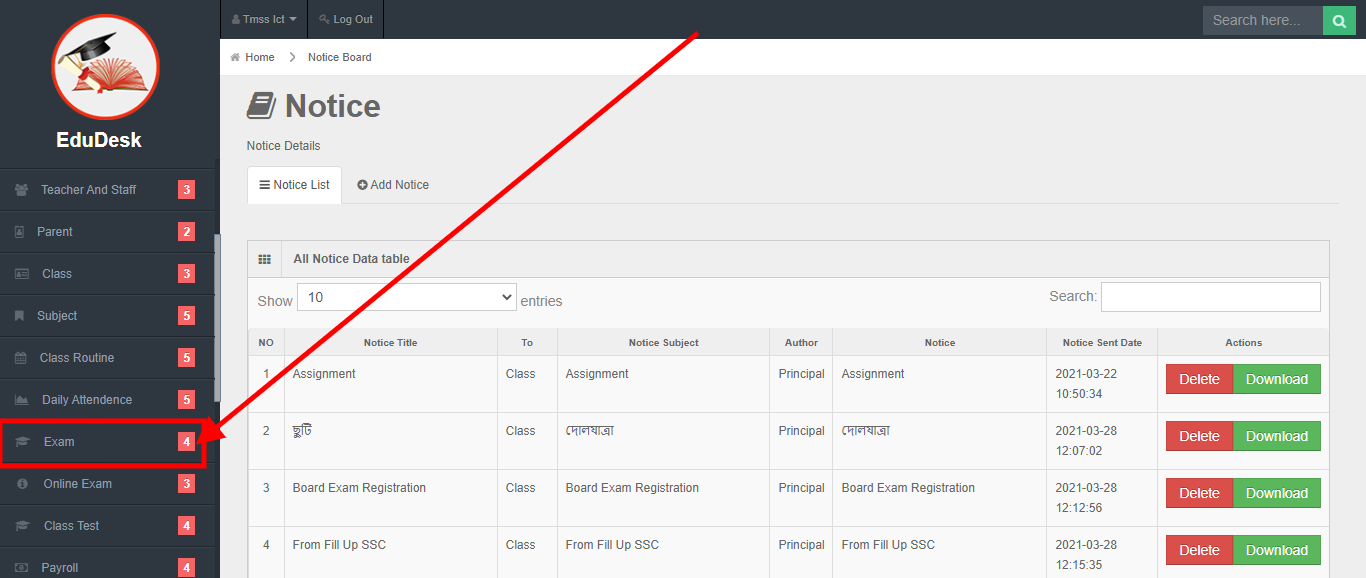 Tmss Ict
Log Out
Search here...
EduDesk
Home
Notice Board
Notice
Notice Details
Notice List
Add Notice
Teacher And Staff 3
Parent 2
Class 3
Subject 5
Class Routine 5
Daily Attendence 5
Exam 4
Online Exam 3
Class Test 4
Payroll 4
All Notice Data table
Show 10 entries
Search:
NO Notice Title To Notice Subject Author Notice Notice Sent Date Actions
1 Assignment Class Assignment Principal Assignment 2021-03-22 Delete Download
10:50:34
2 ছুটি Class দোলযাত্রা Principal দোলযাত্রা 2021-03-28 Delete Download
12:07:02
3 Board Exam Registration Class Board Exam Registration Principal Board Exam Registration 2021-03-28 Delete Download
12:12:56
4 From Fill Up SSC Class From Fill Up SSC Principal From Fill Up SSC 2021-03-28 Delete Download
12:15:35